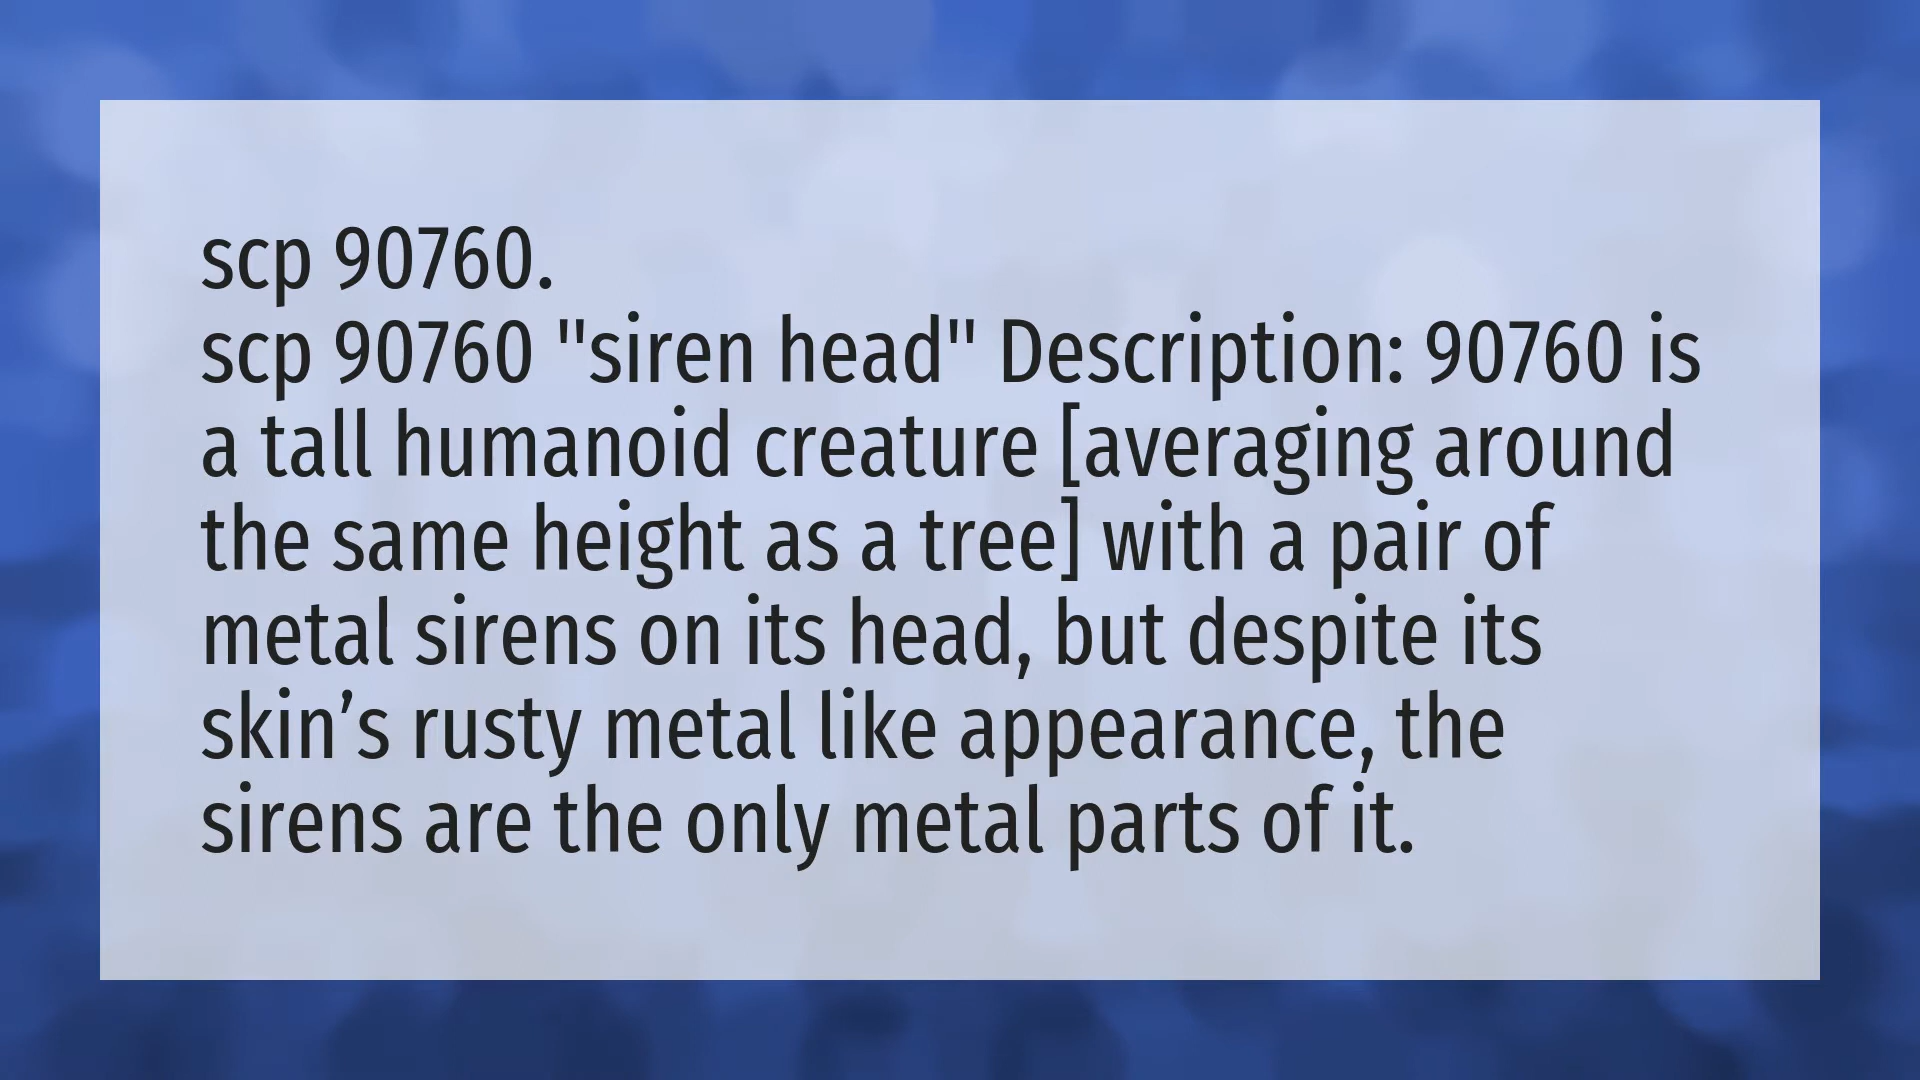 scp 90760.
scp 90760 "siren head" Description: 90760 is
a tall humanoid creature [averaging around
the same height as a tree] with a pair of
metal sirens on its head, but despite its
skin’s rusty metal like appearance, the
sirens are the only metal parts of it.